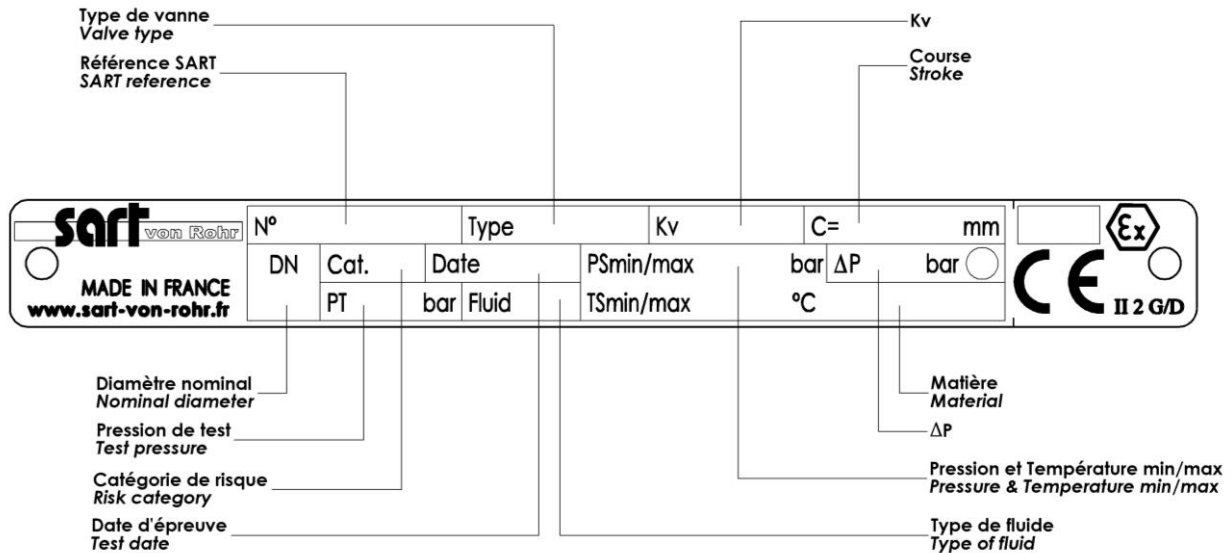 Type de vanne
Valve type
Kv
Référence SART
SART reference
Course
Stroke
sart von Rohr
MADE IN FRANCE
www.sart-von-rohr.fr
Nº Type Kv C= mm
DN Cat. Date PSmin/max bar ΔP bar
PT bar Fluid TSmin/max ºC
Ex
CE II 2 G/D
Diamètre nominal
Nominal diameter
Matière
Material
Pression de test
Test pressure
ΔP
Catégorie de risque
Risk category
Pression et Température min/max
Pressure & Temperature min/max
Date d'épreuve
Test date
Type de fluide
Type of fluid